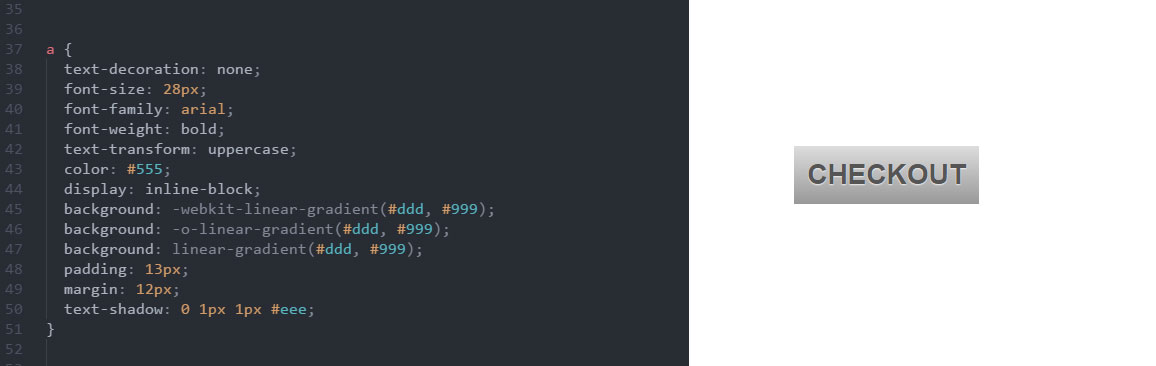 35
36
37 a {
38 text-decoration: none;
39 font-size: 28px;
40 font-family: arial;
41 font-weight: bold;
42 text-transform: uppercase;
43 color: #555;
44 display: inline-block;
45 background: -webkit-linear-gradient(#ddd, #999);
46 background: -o-linear-gradient(#ddd, #999);
47 background: linear-gradient(#ddd, #999);
48 padding: 13px;
49 margin: 12px;
50 text-shadow: 0 1px 1px #eee;
51 }
52
CHECKOUT